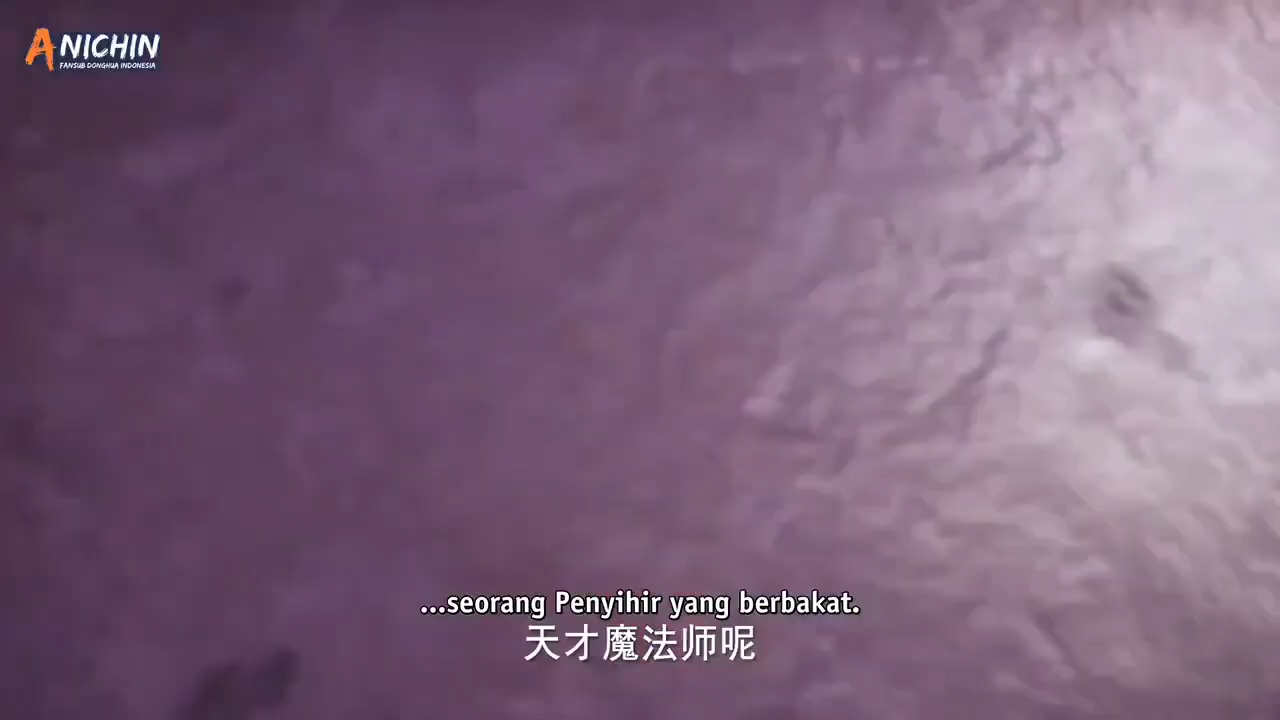 ANICHIN
FANSUB DONGHUA INDONESIA
...seorang Penyihir yang berbakat.
天才魔法师呢